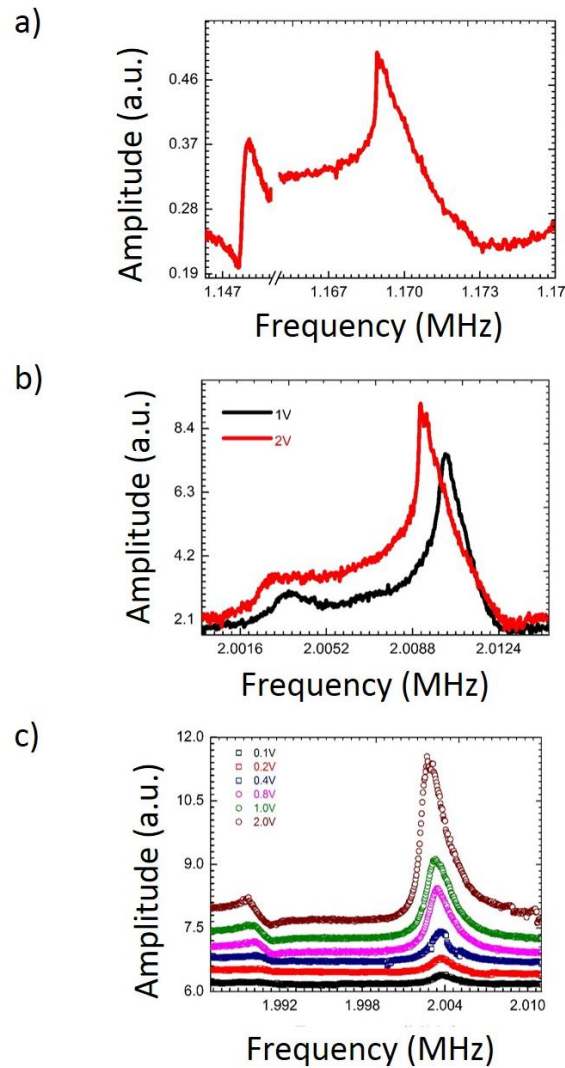 a)
Amplitude (a.u.)
0.46
0.37
0.28
0.19
1.147
1.167
1.170
1.173
1.17
Frequency (MHz)
b)
Amplitude (a.u.)
8.4
6.3
4.2
2.1
1V
2V
2.0016
2.0052
2.0088
2.0124
Frequency (MHz)
c)
Amplitude (a.u.)
12.0
10.5
9.0
7.5
6.0
0.1V
0.2V
0.4V
0.8V
1.0V
2.0V
1.992
1.998
2.004
2.010
Frequency (MHz)